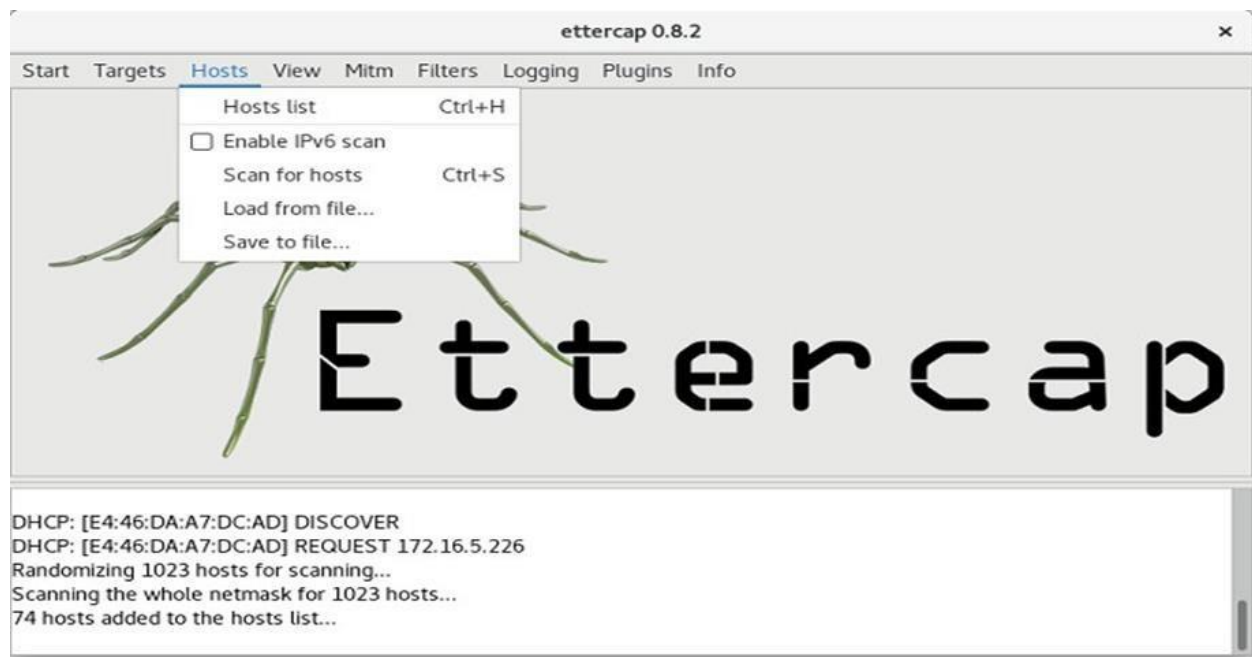 ettercap 0.8.2 ×
Start Targets Hosts View Mitm Filters Logging Plugins Info
Hosts list Ctrl+H
Enable IPv6 scan
Scan for hosts Ctrl+S
Load from file...
Save to file...
Ettercap
DHCP: [E4:46:DA:A7:DC:AD] DISCOVER
DHCP: [E4:46:DA:A7:DC:AD] REQUEST 172.16.5.226
Randomizing 1023 hosts for scanning...
Scanning the whole netmask for 1023 hosts...
74 hosts added to the hosts list...